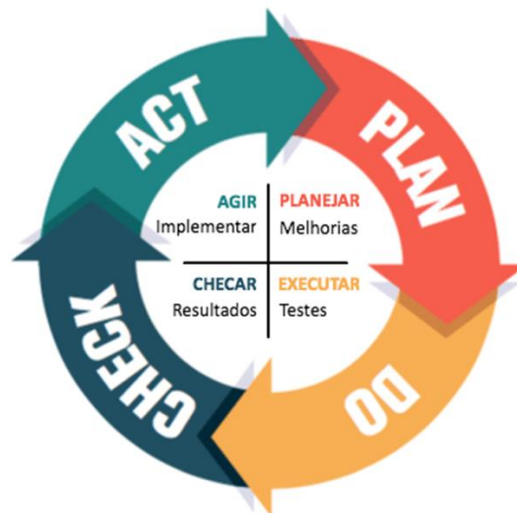 ACT
PLAN
AGIR
Implementar
PLANEJAR
Melhorias
CHECAR
Resultados
EXECUTAR
Testes
CHECK
DO